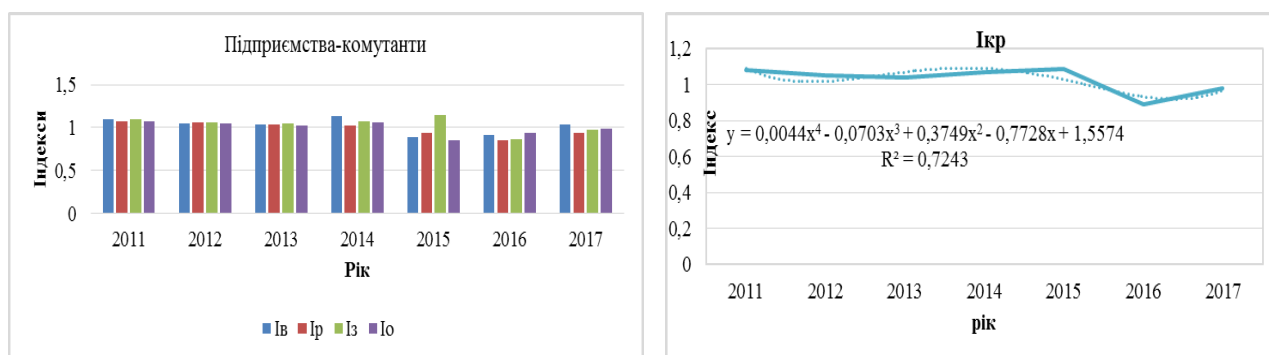 Підприємства-комутанти
1,5
1
0,5
0
Індекси
2011 2012 2013 2014 2015 2016 2017
Рік
Ів Ір Із Іо
Ікр
1,2
1
0,8
0,6
0,4
0,2
0
Індекс
y = 0,0044x⁴ - 0,0703x³ + 0,3749x² - 0,7728x + 1,5574
R² = 0,7243
2011 2012 2013 2014 2015 2016 2017
рік